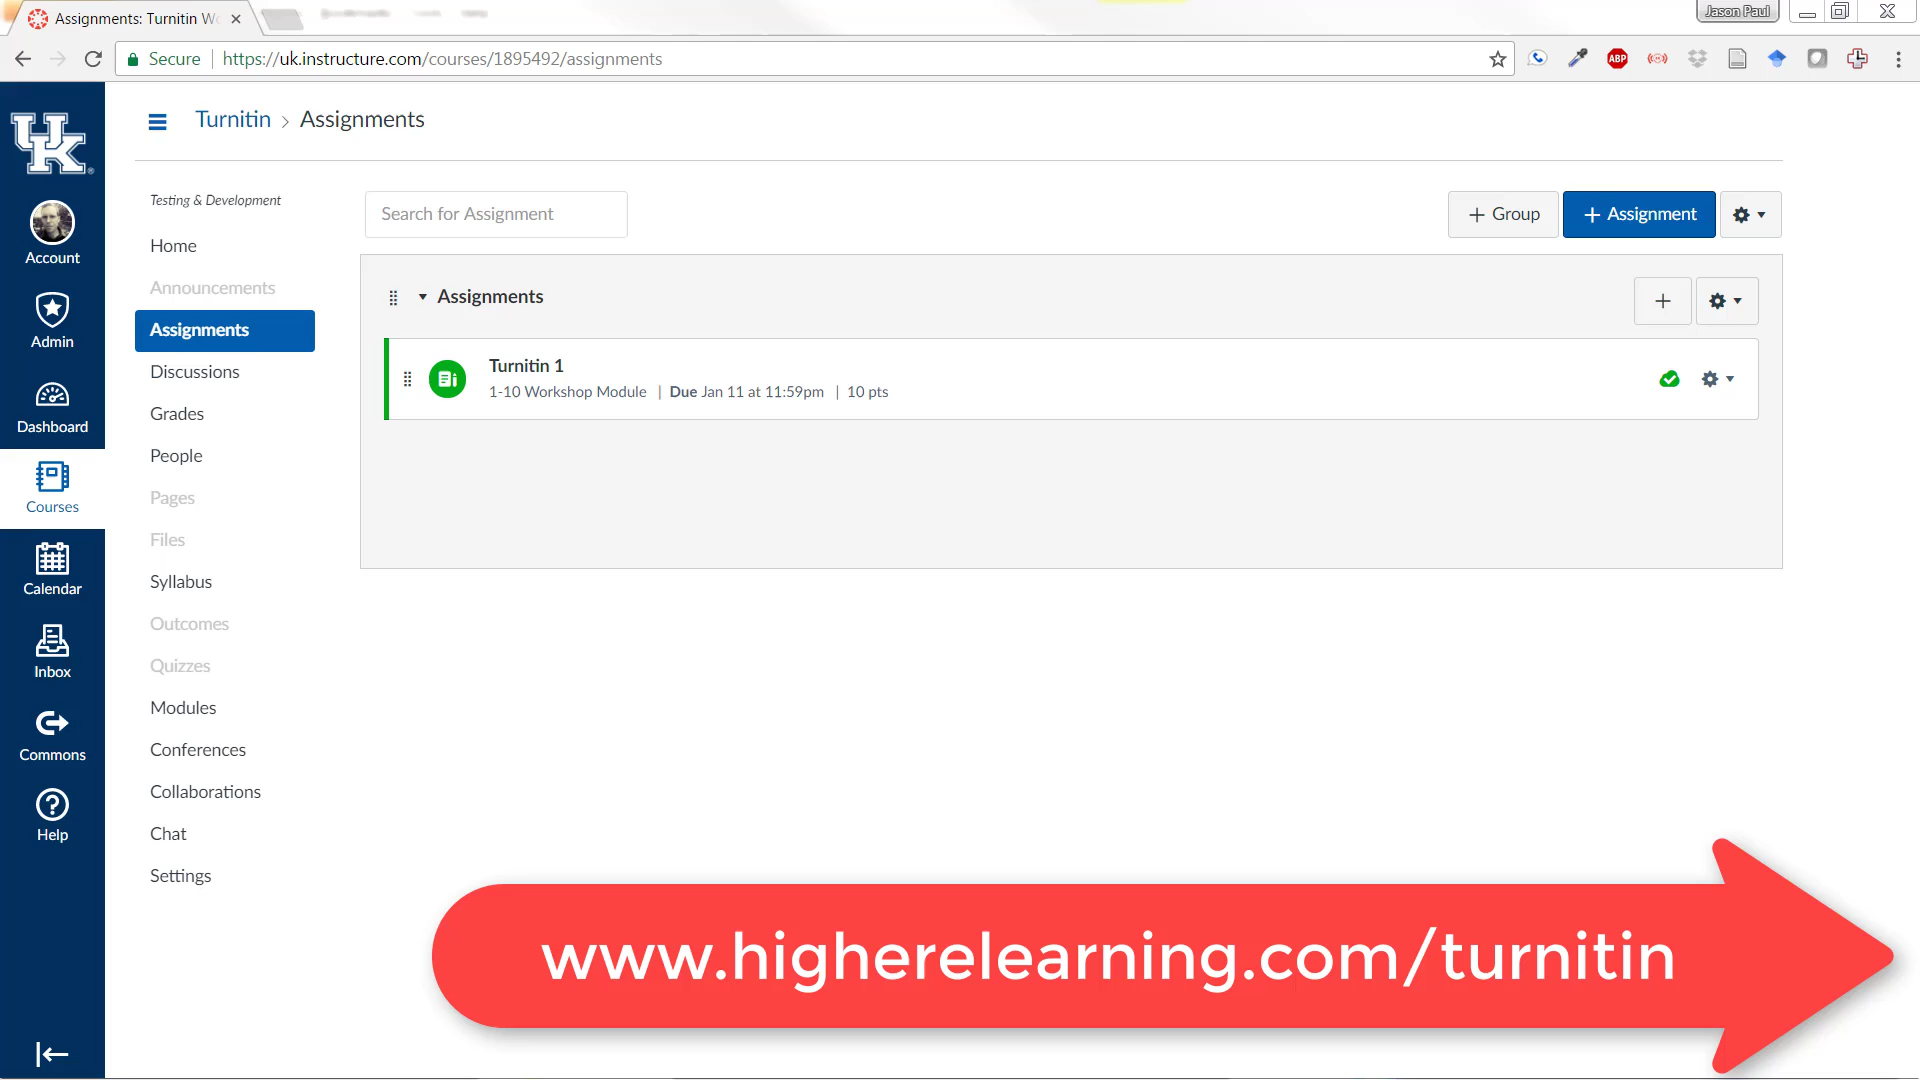 Assignments: Turnitin Wo
Jason Paul
Secure
https://uk.instructure.com/courses/1895492/assignments
ABP
UK
Account
Admin
Dashboard
Courses
Calendar
Inbox
Commons
Help
Turnitin > Assignments
Testing & Development
Home
Announcements
Assignments
Discussions
Grades
People
Pages
Files
Syllabus
Outcomes
Quizzes
Modules
Conferences
Collaborations
Chat
Settings
Search for Assignment
+ Group
+ Assignment
Assignments
Turnitin 1
1-10 Workshop Module | Due Jan 11 at 11:59pm | 10 pts
www.higherelearning.com/turnitin